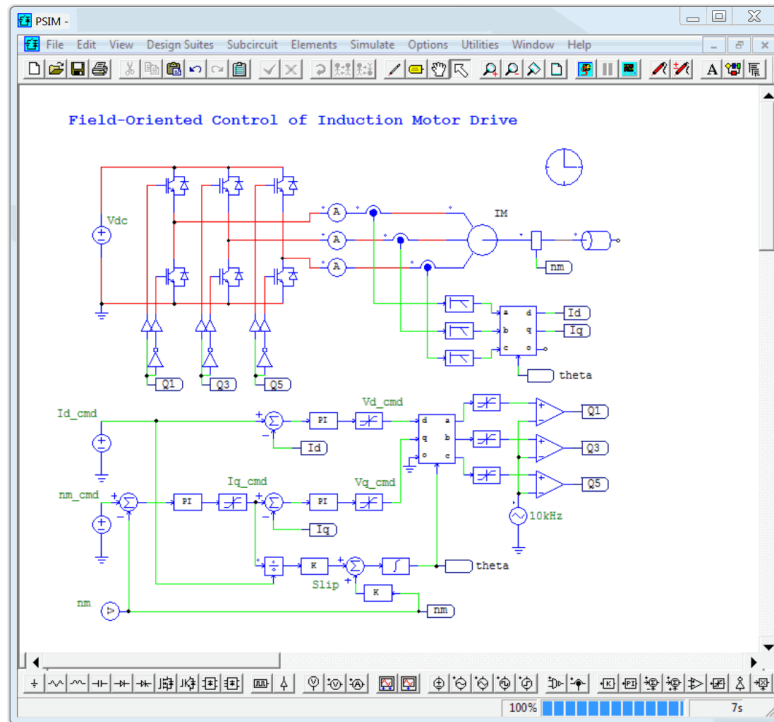 PSIM -
File Edit View Design Suites Subcircuit Elements Simulate Options Utilities Window Help
Field-Oriented Control of Induction Motor Drive
Vdc
A
IM
A
A
nm
a d Id
b q Iq
c o
theta
Q1 Q3 Q5
Id_cmd
Vd_cmd
PI
d a
q b
o c
Q1
Q3
Q5
Id
nm_cmd
Iq_cmd
Vq_cmd
PI
PI
Iq
10kHz
K
Slip
K
theta
nm
nm
100% 7s